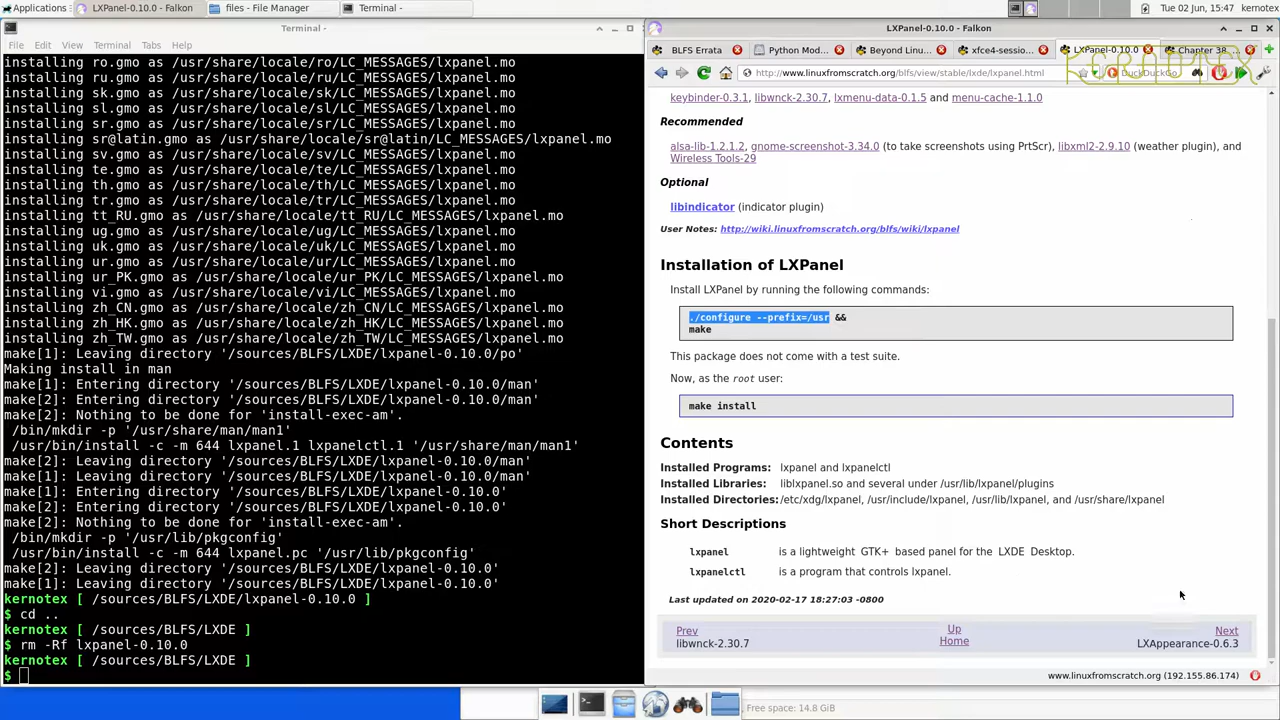 Applications
LXPanel-0.10.0 - Falkon
files - File Manager
Terminal -
Tue 02 Jun, 15:47
kernotex
Terminal -
File Edit View Terminal Tabs Help
installing ro.gmo as /usr/share/locale/ro/LC_MESSAGES/lxpanel.mo
installing ru.gmo as /usr/share/locale/ru/LC_MESSAGES/lxpanel.mo
installing sk.gmo as /usr/share/locale/sk/LC_MESSAGES/lxpanel.mo
installing sl.gmo as /usr/share/locale/sl/LC_MESSAGES/lxpanel.mo
installing sr.gmo as /usr/share/locale/sr/LC_MESSAGES/lxpanel.mo
installing sr@latin.gmo as /usr/share/locale/sr@latin/LC_MESSAGES/lxpanel.mo
installing sv.gmo as /usr/share/locale/sv/LC_MESSAGES/lxpanel.mo
installing te.gmo as /usr/share/locale/te/LC_MESSAGES/lxpanel.mo
installing th.gmo as /usr/share/locale/th/LC_MESSAGES/lxpanel.mo
installing tr.gmo as /usr/share/locale/tr/LC_MESSAGES/lxpanel.mo
installing tt_RU.gmo as /usr/share/locale/tt_RU/LC_MESSAGES/lxpanel.mo
installing ug.gmo as /usr/share/locale/ug/LC_MESSAGES/lxpanel.mo
installing uk.gmo as /usr/share/locale/uk/LC_MESSAGES/lxpanel.mo
installing ur.gmo as /usr/share/locale/ur/LC_MESSAGES/lxpanel.mo
installing ur_PK.gmo as /usr/share/locale/ur_PK/LC_MESSAGES/lxpanel.mo
installing vi.gmo as /usr/share/locale/vi/LC_MESSAGES/lxpanel.mo
installing zh_CN.gmo as /usr/share/locale/zh_CN/LC_MESSAGES/lxpanel.mo
installing zh_HK.gmo as /usr/share/locale/zh_HK/LC_MESSAGES/lxpanel.mo
installing zh_TW.gmo as /usr/share/locale/zh_TW/LC_MESSAGES/lxpanel.mo
make[1]: Leaving directory '/sources/BLFS/LXDE/lxpanel-0.10.0/po'
Making install in man
make[1]: Entering directory '/sources/BLFS/LXDE/lxpanel-0.10.0/man'
make[2]: Entering directory '/sources/BLFS/LXDE/lxpanel-0.10.0/man'
make[2]: Nothing to be done for 'install-exec-am'.
/bin/mkdir -p '/usr/share/man/man1'
/usr/bin/install -c -m 644 lxpanel.1 lxpanelctl.1 '/usr/share/man/man1'
make[2]: Leaving directory '/sources/BLFS/LXDE/lxpanel-0.10.0/man'
make[1]: Leaving directory '/sources/BLFS/LXDE/lxpanel-0.10.0/man'
make[1]: Entering directory '/sources/BLFS/LXDE/lxpanel-0.10.0'
make[2]: Entering directory '/sources/BLFS/LXDE/lxpanel-0.10.0'
make[2]: Nothing to be done for 'install-exec-am'.
/bin/mkdir -p '/usr/lib/pkgconfig'
/usr/bin/install -c -m 644 lxpanel.pc '/usr/lib/pkgconfig'
make[2]: Leaving directory '/sources/BLFS/LXDE/lxpanel-0.10.0'
make[1]: Leaving directory '/sources/BLFS/LXDE/lxpanel-0.10.0'
kernotex [ /sources/BLFS/LXDE/lxpanel-0.10.0 ]
$ cd ..
kernotex [ /sources/BLFS/LXDE ]
$ rm -Rf lxpanel-0.10.0
kernotex [ /sources/BLFS/LXDE ]
$
LXPanel-0.10.0 - Falkon
BLFS Errata
Python Mod...
Beyond Linu...
xfce4-sessio...
LXPanel-0.10.0
Chapter 38
KERNOTEX
http://www.linuxfromscratch.org/blfs/view/stable/lxde/lxpanel.html
DuckDuckGo
keybinder-0.3.1, libwnck-2.30.7, lxmenu-data-0.1.5 and menu-cache-1.1.0
Recommended
alsa-lib-1.2.1.2, gnome-screenshot-3.34.0 (to take screenshots using PrtScr), libxml2-2.9.10 (weather plugin), and
Wireless Tools-29
Optional
libindicator (indicator plugin)
User Notes: http://wiki.linuxfromscratch.org/blfs/wiki/lxpanel
Installation of LXPanel
Install LXPanel by running the following commands:
./configure --prefix=/usr &&
make
This package does not come with a test suite.
Now, as the root user:
make install
Contents
Installed Programs: lxpanel and lxpanelctl
Installed Libraries: liblxpanel.so and several under /usr/lib/lxpanel/plugins
Installed Directories: /etc/xdg/lxpanel, /usr/include/lxpanel, /usr/lib/lxpanel, and /usr/share/lxpanel
Short Descriptions
lxpanel is a lightweight GTK+ based panel for the LXDE Desktop.
lxpanelctl is a program that controls lxpanel.
Last updated on 2020-02-17 18:27:03 -0800
Prev Up Next
libwnck-2.30.7 Home LXAppearance-0.6.3
www.linuxfromscratch.org (192.155.86.174)
Free space: 14.8 GiB